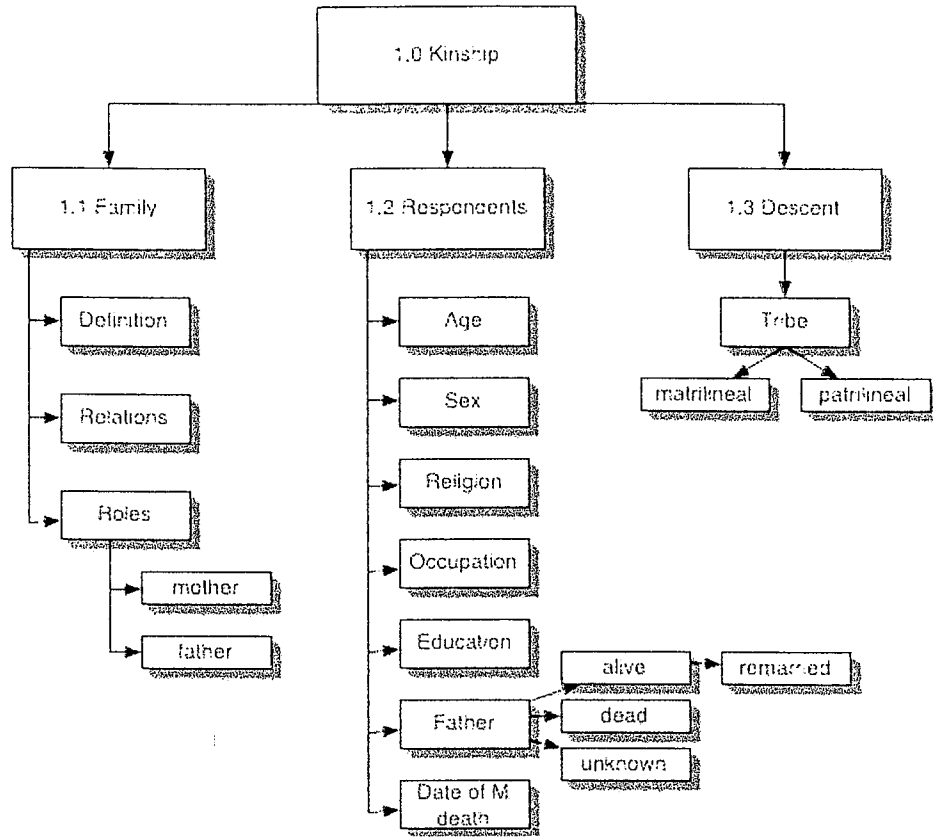 1.0 Kinship
1.1 Family
1.2 Respondents
1.3 Descent
Definition
Relations
Roles
mother
father
Age
Sex
Religion
Occupation
Education
Father
alive
remarried
dead
unknown
Date of M
death
Tribe
matrilineal
patrilineal